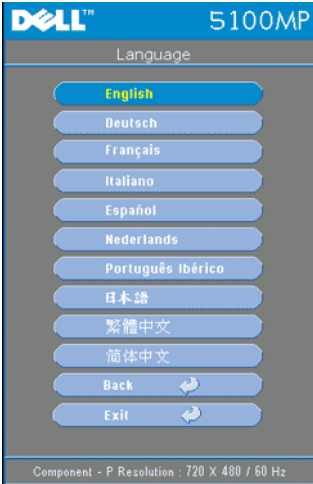 DELL™ 5100MP
Language
English
Deutsch
Français
Italiano
Español
Nederlands
Português Ibérico
日本語
繁體中文
简体中文
Back
Exit
Component - P Resolution : 720 X 480 / 60 Hz